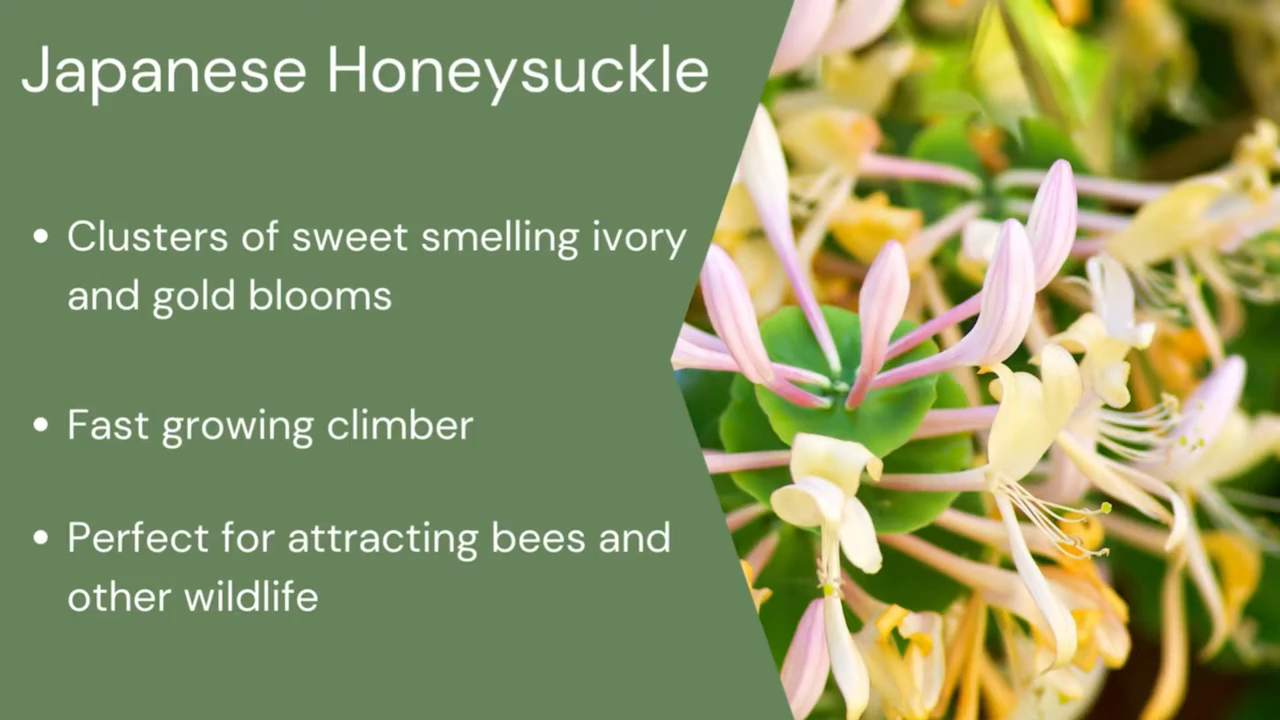 Japanese Honeysuckle
• Clusters of sweet smelling ivory
and gold blooms
• Fast growing climber
• Perfect for attracting bees and
other wildlife